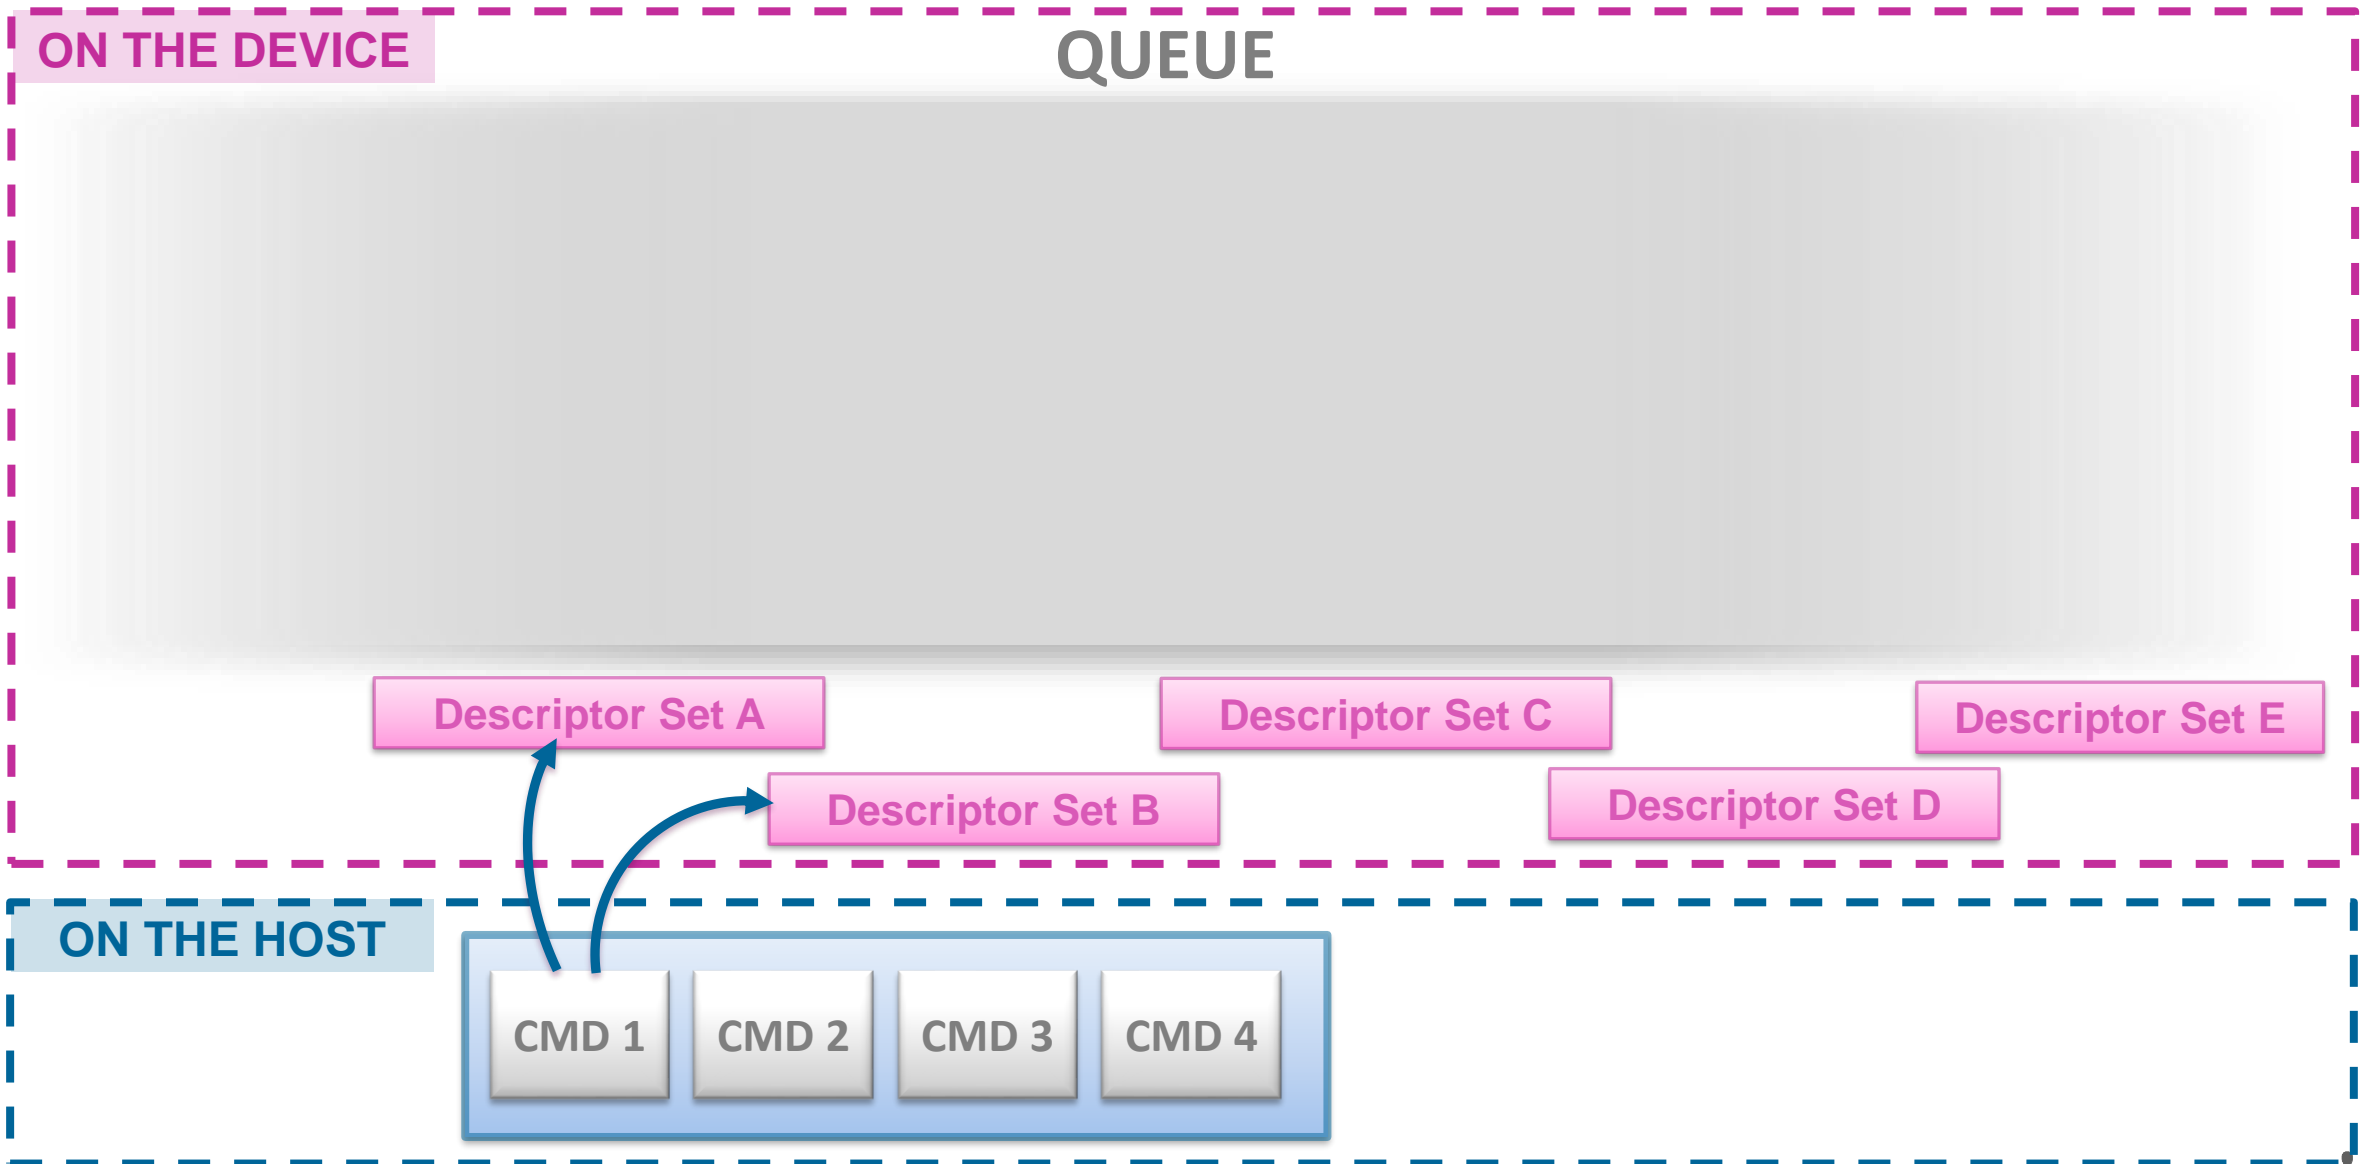 ON THE DEVICE
QUEUE
Descriptor Set A
Descriptor Set C
Descriptor Set E
Descriptor Set B
Descriptor Set D
ON THE HOST
CMD 1
CMD 2
CMD 3
CMD 4